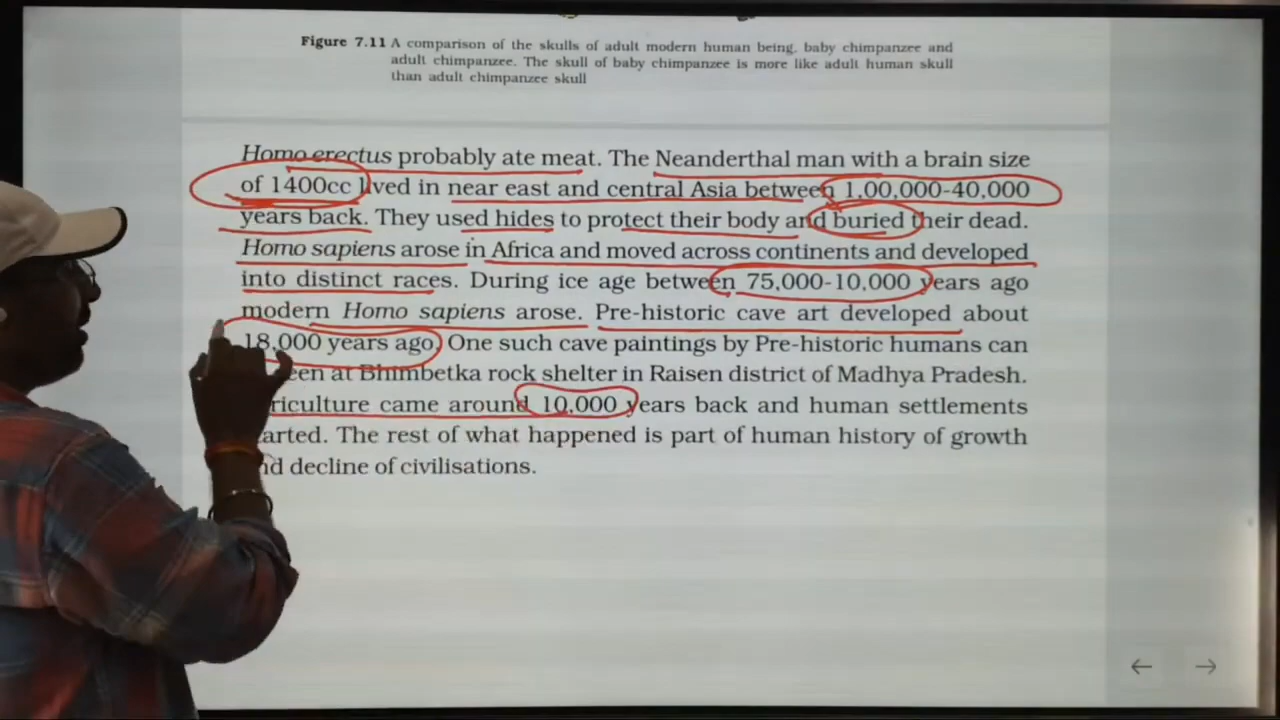 Figure 7.11 A comparison of the skulls of adult modern human being, baby chimpanzee and
adult chimpanzee. The skull of baby chimpanzee is more like adult human skull
than adult chimpanzee skull
Homo erectus probably ate meat. The Neanderthal man with a brain size
of 1400cc lived in near east and central Asia between 1,00,000-40,000
years back. They used hides to protect their body and buried their dead.
Homo sapiens arose in Africa and moved across continents and developed
into distinct races. During ice age between 75,000-10,000 years ago
modern Homo sapiens arose. Pre-historic cave art developed about
18,000 years ago. One such cave paintings by Pre-historic humans can
een at Bhimbetka rock shelter in Raisen district of Madhya Pradesh.
riculture came around 10,000 years back and human settlements
arted. The rest of what happened is part of human history of growth
nd decline of civilisations.